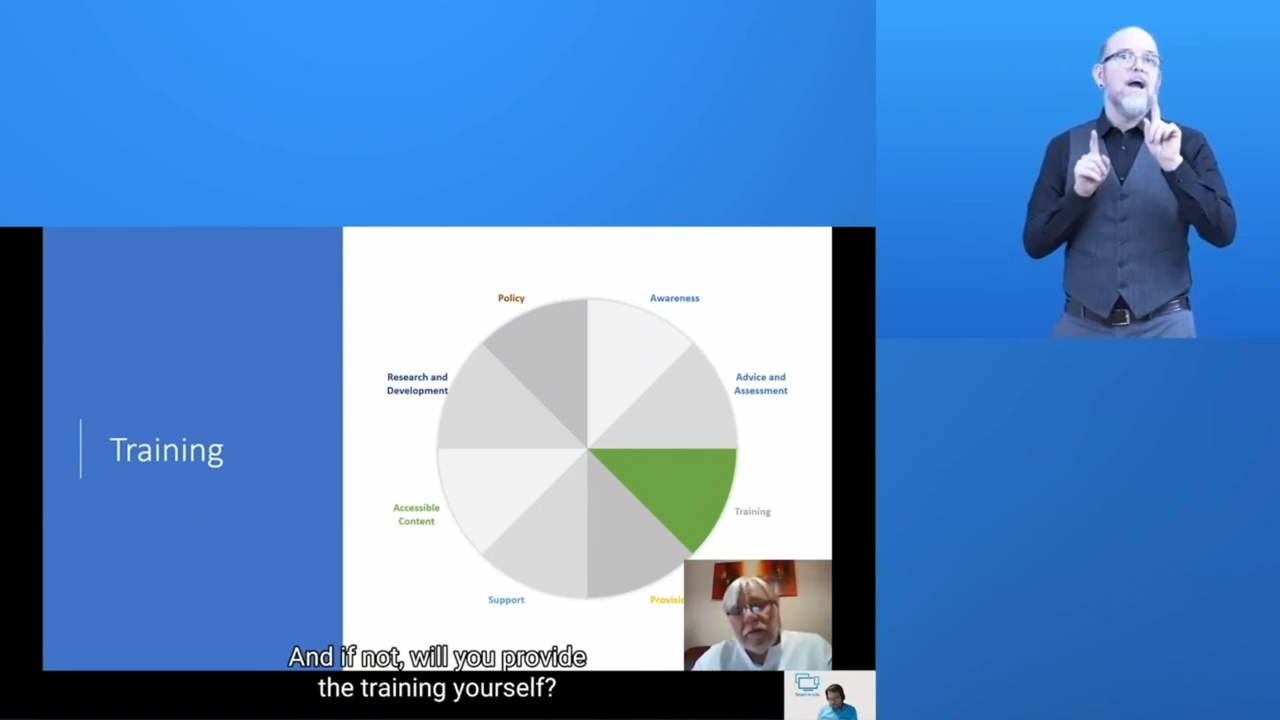 Policy
Awareness
Research and
Development
Advice and
Assessment
Training
Accessible
Content
Training
Support
And if not, will you provide
the training yourself?